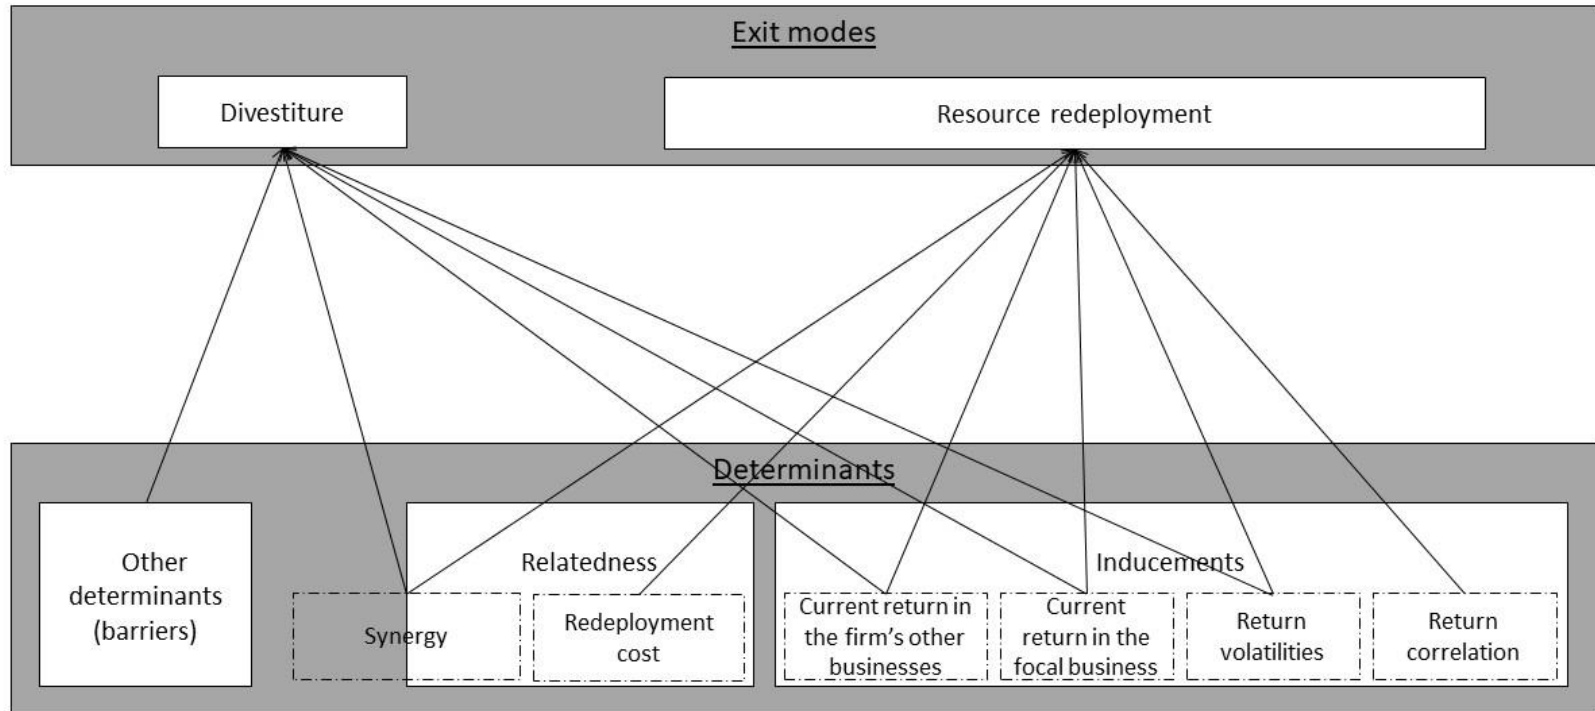 Exit modes
Divestiture
Resource redeployment
Determinants
Other
determinants
(barriers)
Relatedness
Synergy
Redeployment
cost
Inducements
Current return in
the firm's other
businesses
Current
return in the
focal business
Return
volatilities
Return
correlation